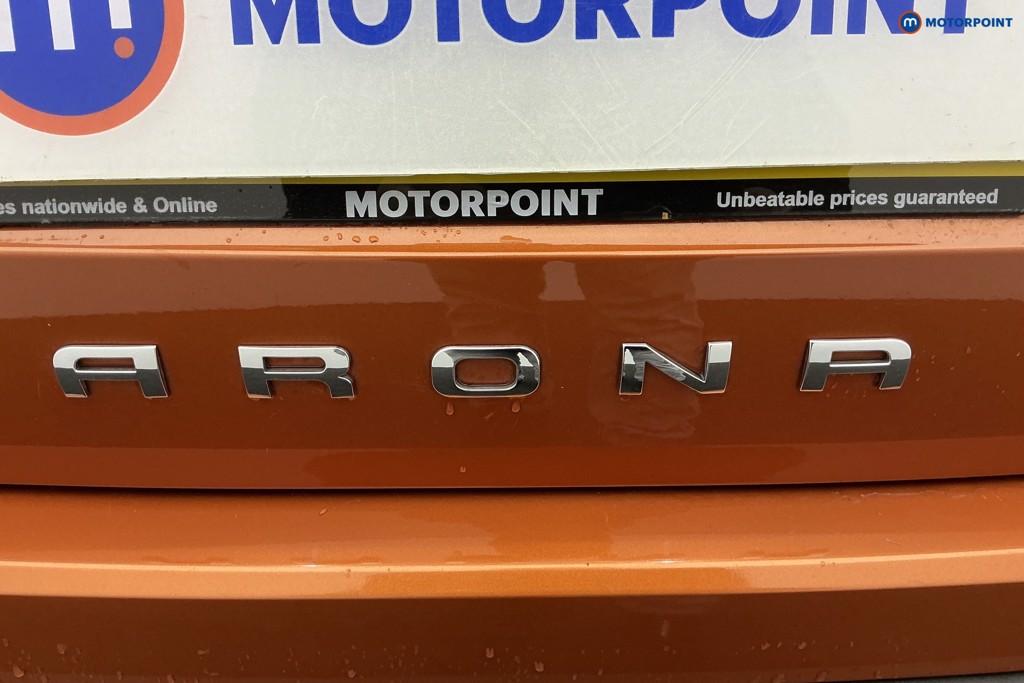 m. MOTORPOINT
m MOTORPOINT
es nationwide & Online MOTORPOINT Unbeatable prices guaranteed
ARONA